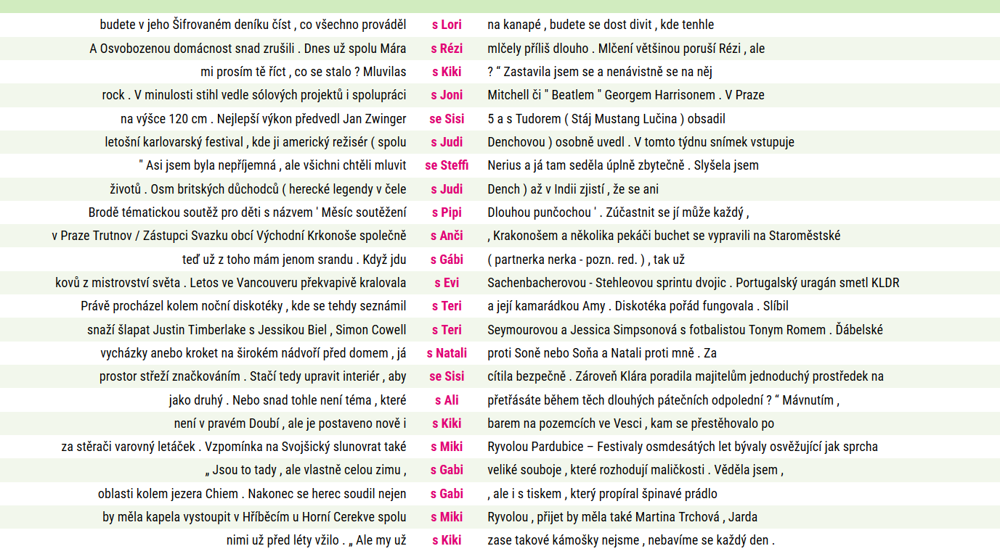 budete v jeho Šifrovaném deníku číst , co všechno prováděl s Lori na kanapé , budete se dost divit , kde tenhle
A Osvobozenou domácnost snad zrušili . Dnes už spolu Mára s Rézi mlčely příliš dlouho . Mlčení většinou poruší Rézi , ale
mi prosím tě říct , co se stalo ? Mluvilas s Kiki ? “ Zastavila jsem se a nenávistně se na něj
rock . V minulosti stihl vedle sólových projektů i spolupráci s Joni Mitchell či " Beatlem " Georgem Harrisonem . V Praze
na výšce 120 cm . Nejlepší výkon předvedl Jan Zwinger se Sisi 5 a s Tudorem ( Stáj Mustang Lučina ) obsadil
letošní karlovarský festival , kde ji americký režisér ( spolu s Judi Denchovou ) osobně uvedl . V tomto týdnu snímek vstupuje
" Asi jsem byla nepříjemná , ale všichni chtěli mluvit se Steffi Nerius a já tam seděla úplně zbytečně . Slyšela jsem
životů . Osm britských důchodců ( herecké legendy v čele s Judi Dench ) až v Indii zjistí , že se ani
Brodě tématickou soutěž pro děti s názvem ' Měsíc soutěžení s Pipi Dlouhou punčochou ' . Zúčastnit se jí může každý ,
v Praze Trutnov / Zástupci Svazku obcí Východní Krkonoše společně s Anči , Krakonošem a několika pekáči buchet se vypravili na Staroměstské
teď už z toho mám jenom srandu . Když jdu s Gábi ( partnerka nerka - pozn. red. ) , tak už
kovů z mistrovství světa . Letos ve Vancouveru překvapivě kralovala s Evi Sachenbacherovou - Stehleovou sprintu dvojic . Portugalský uragán smetl KLDR
Právě procházel kolem noční diskotéky , kde se tehdy seznámil s Teri a její kamarádkou Amy . Diskotéka pořád fungovala . Slíbil
snaží šlapat Justin Timberlake s Jessikou Biel , Simon Cowell s Teri Seymourovou a Jessica Simpsonová s fotbalistou Tonym Romem . Ďábelské
vycházky anebo kroket na širokém nádvoří před domem , já s Natali proti Soně nebo Soňa a Natali proti mně . Za
prostor střeží značkováním . Stačí tedy upravit interiér , aby se Sisi cítila bezpečně . Zároveň Klára poradila majitelům jednoduchý prostředek na
jako druhý . Nebo snad tohle není téma , které s Ali přetřásáte během těch dlouhých pátečních odpolední ? “ Mávnutím ,
není v pravém Doubí , ale je postaveno nově i s Kiki barem na pozemcích ve Vesci , kam se přestěhovalo po
za stěrači varovný letáček . Vzpomínka na Svojšický slunovrat také s Miki Ryvolou Pardubice – Festivaly osmdesátých let bývaly osvěžující jak sprcha
„ Jsou to tady , ale vlastně celou zimu , s Gabi veliké souboje , které rozhodují maličkosti . Věděla jsem ,
oblasti kolem jezera Chiem . Nakonec se herec soudil nejen s Gabi , ale i s tiskem , který propíral špinavé prádlo
by měla kapela vystoupit v Hříběcím u Horní Cerekve spolu s Miki Ryvolou , přijet by měla také Martina Trchová , Jarda
nimi už před léty vžilo . „ Ale my už s Kiki zase takové kámošky nejsme , nebavíme se každý den .